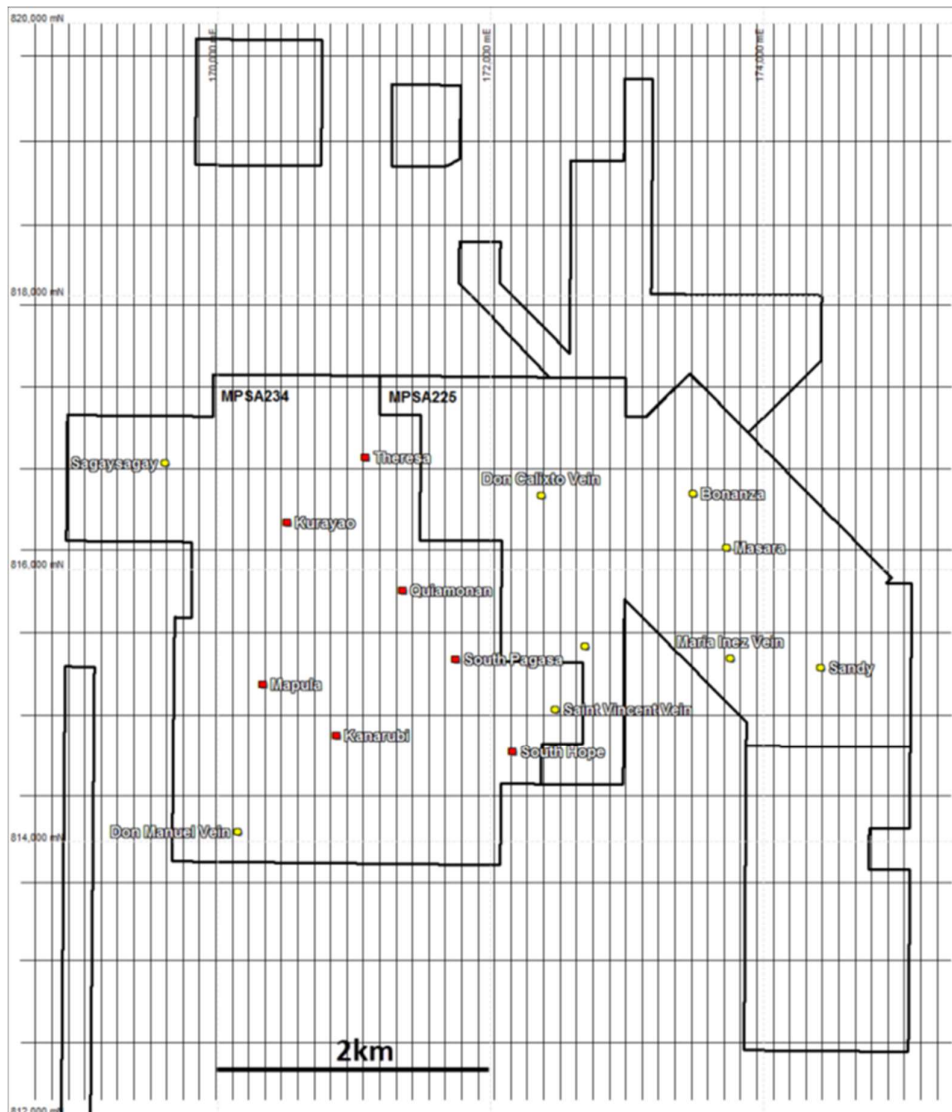 820,000 mN
170,000 mE
172,000 mE
174,000 mE
818,000 mN
MPSA234
MPSA225
Sagaysagay
Theresa
Don Calixto Vein
Bonanza
Kurayao
Masara
816,000 mN
Quiamonan
South Pagasa
Maria Inez Vein
Sandy
Mapula
Saint Vincent Vein
Kanarubi
South Hope
Don Manuel Vein
814,000 mN
2km
812,000 mN